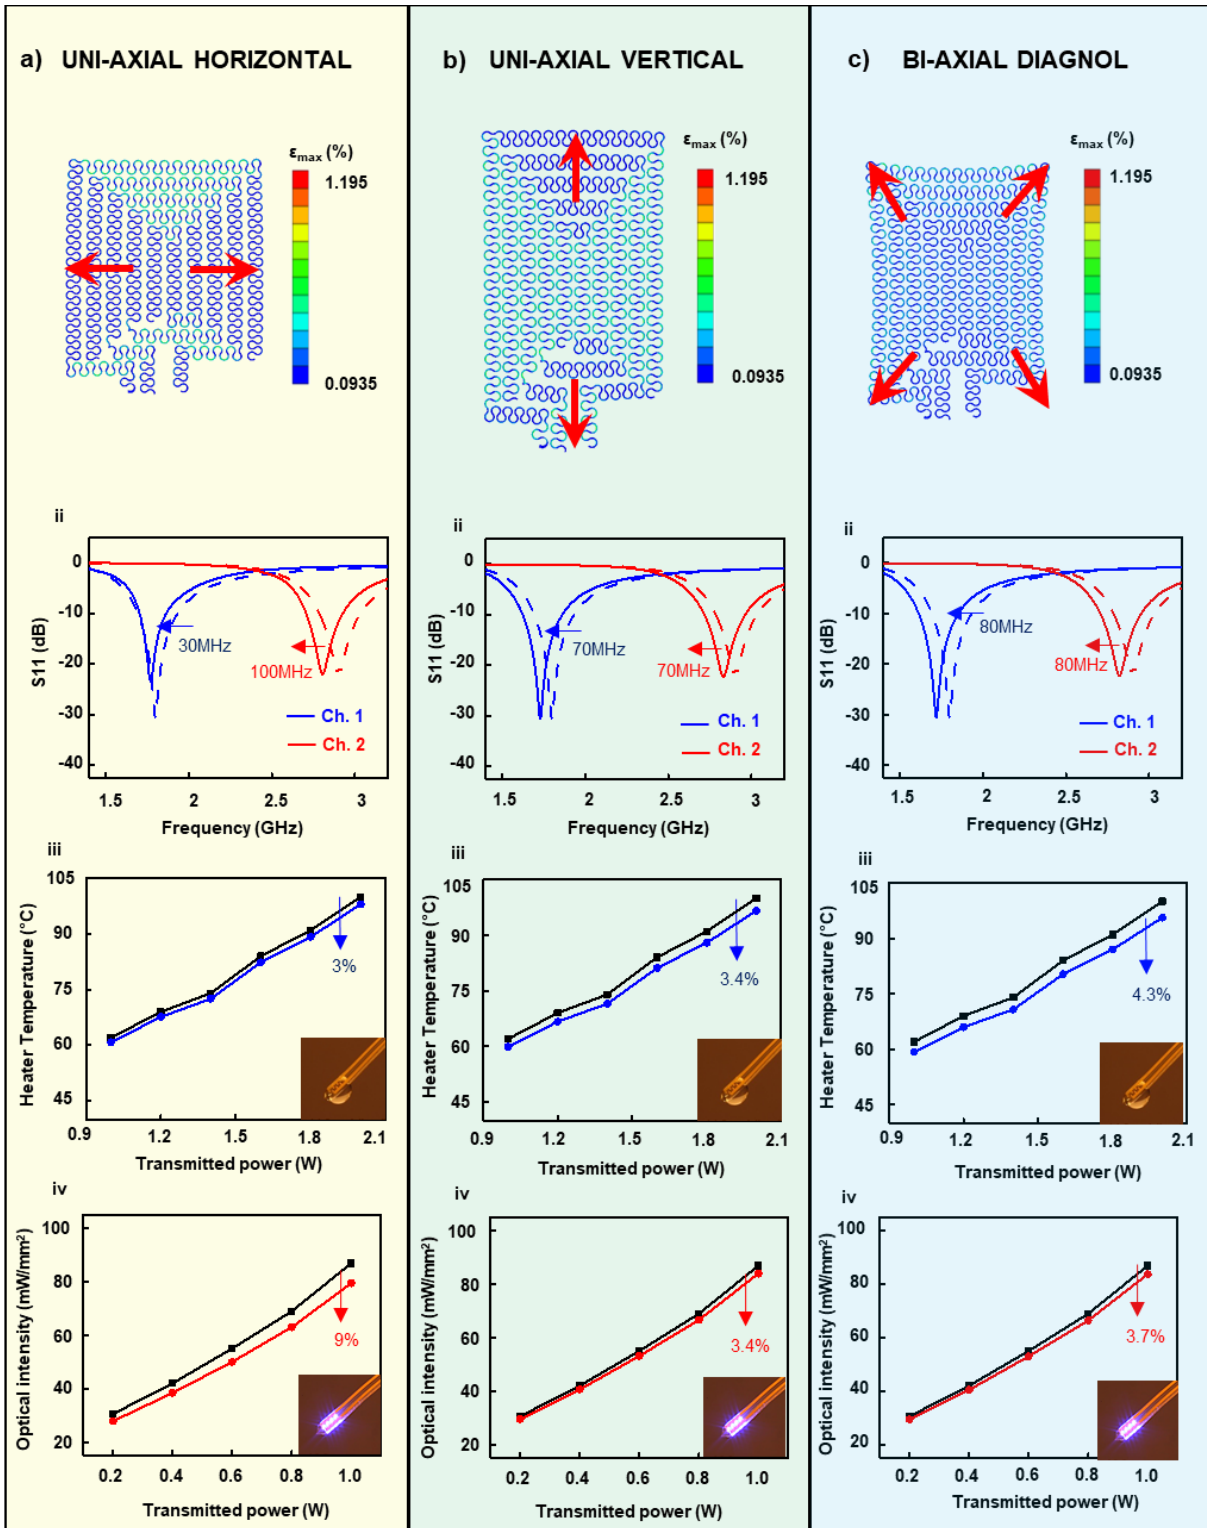 a) UNI-AXIAL HORIZONTAL
εmax (%)
1.195
0.0935
ii
S11 (dB)
0
-10
-20
-30
-40
30MHz
100MHz
Ch. 1
Ch. 2
1.5
2
2.5
3
Frequency (GHz)
iii
Heater Temperature (°C)
105
90
75
60
45
3%
0.9
1.2
1.5
1.8
2.1
Transmitted power (W)
iv
Optical intensity (mW/mm²)
100
80
60
40
20
9%
0.2
0.4
0.6
0.8
1.0
Transmitted power (W)
b) UNI-AXIAL VERTICAL
εmax (%)
1.195
0.0935
ii
S11 (dB)
0
-10
-20
-30
-40
70MHz
70MHz
Ch. 1
Ch. 2
1.5
2
2.5
3
Frequency (GHz)
iii
Heater Temperature (°C)
105
90
75
60
45
3.4%
0.9
1.2
1.5
1.8
2.1
Transmitted power (W)
iv
Optical intensity (mW/mm²)
100
80
60
40
20
3.4%
0.2
0.4
0.6
0.8
1.0
Transmitted power (W)
c) BI-AXIAL DIAGNOL
εmax (%)
1.195
0.0935
ii
S11 (dB)
0
-10
-20
-30
-40
80MHz
80MHz
Ch. 1
Ch. 2
1.5
2
2.5
3
Frequency (GHz)
iii
Heater Temperature (°C)
105
90
75
60
45
4.3%
0.9
1.2
1.5
1.8
2.1
Transmitted power (W)
iv
Optical intensity (mW/mm²)
100
80
60
40
20
3.7%
0.2
0.4
0.6
0.8
1.0
Transmitted power (W)